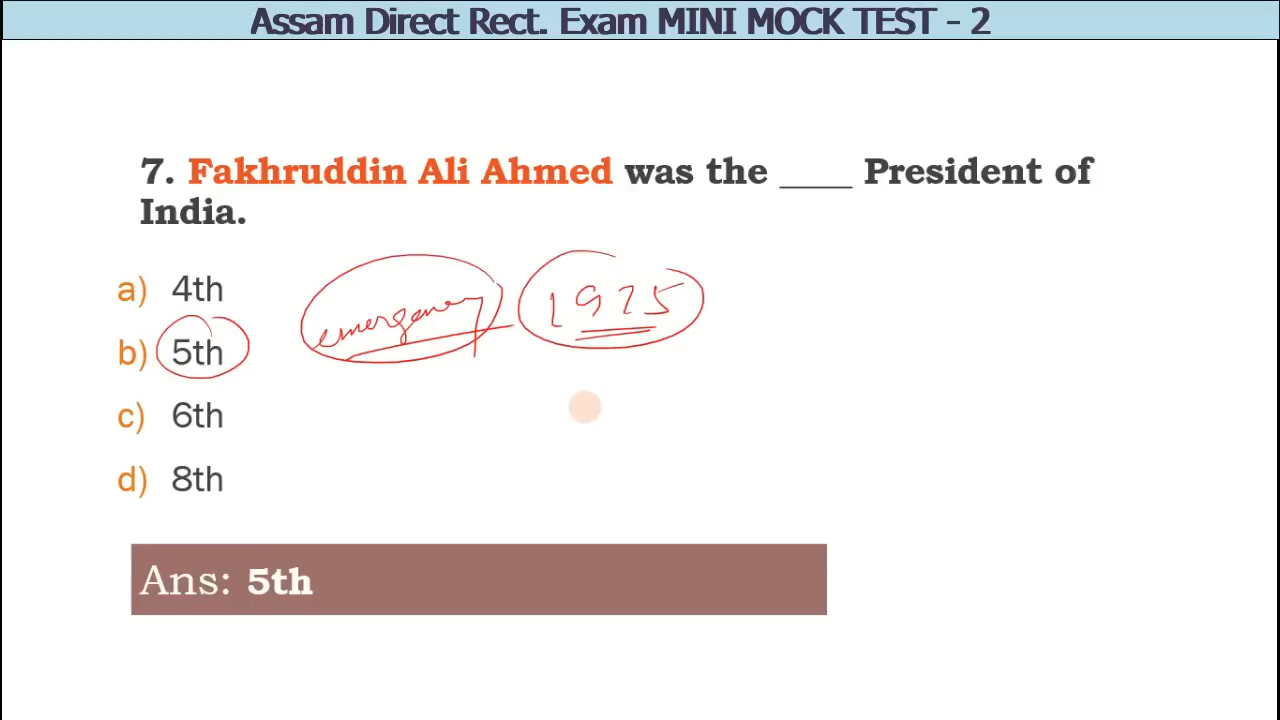 Assam Direct Rect. Exam MINI MOCK TEST - 2
7. Fakhruddin Ali Ahmed was the ____ President of
India.
a) 4th
emergency 1975
b) 5th
c) 6th
d) 8th
Ans: 5th